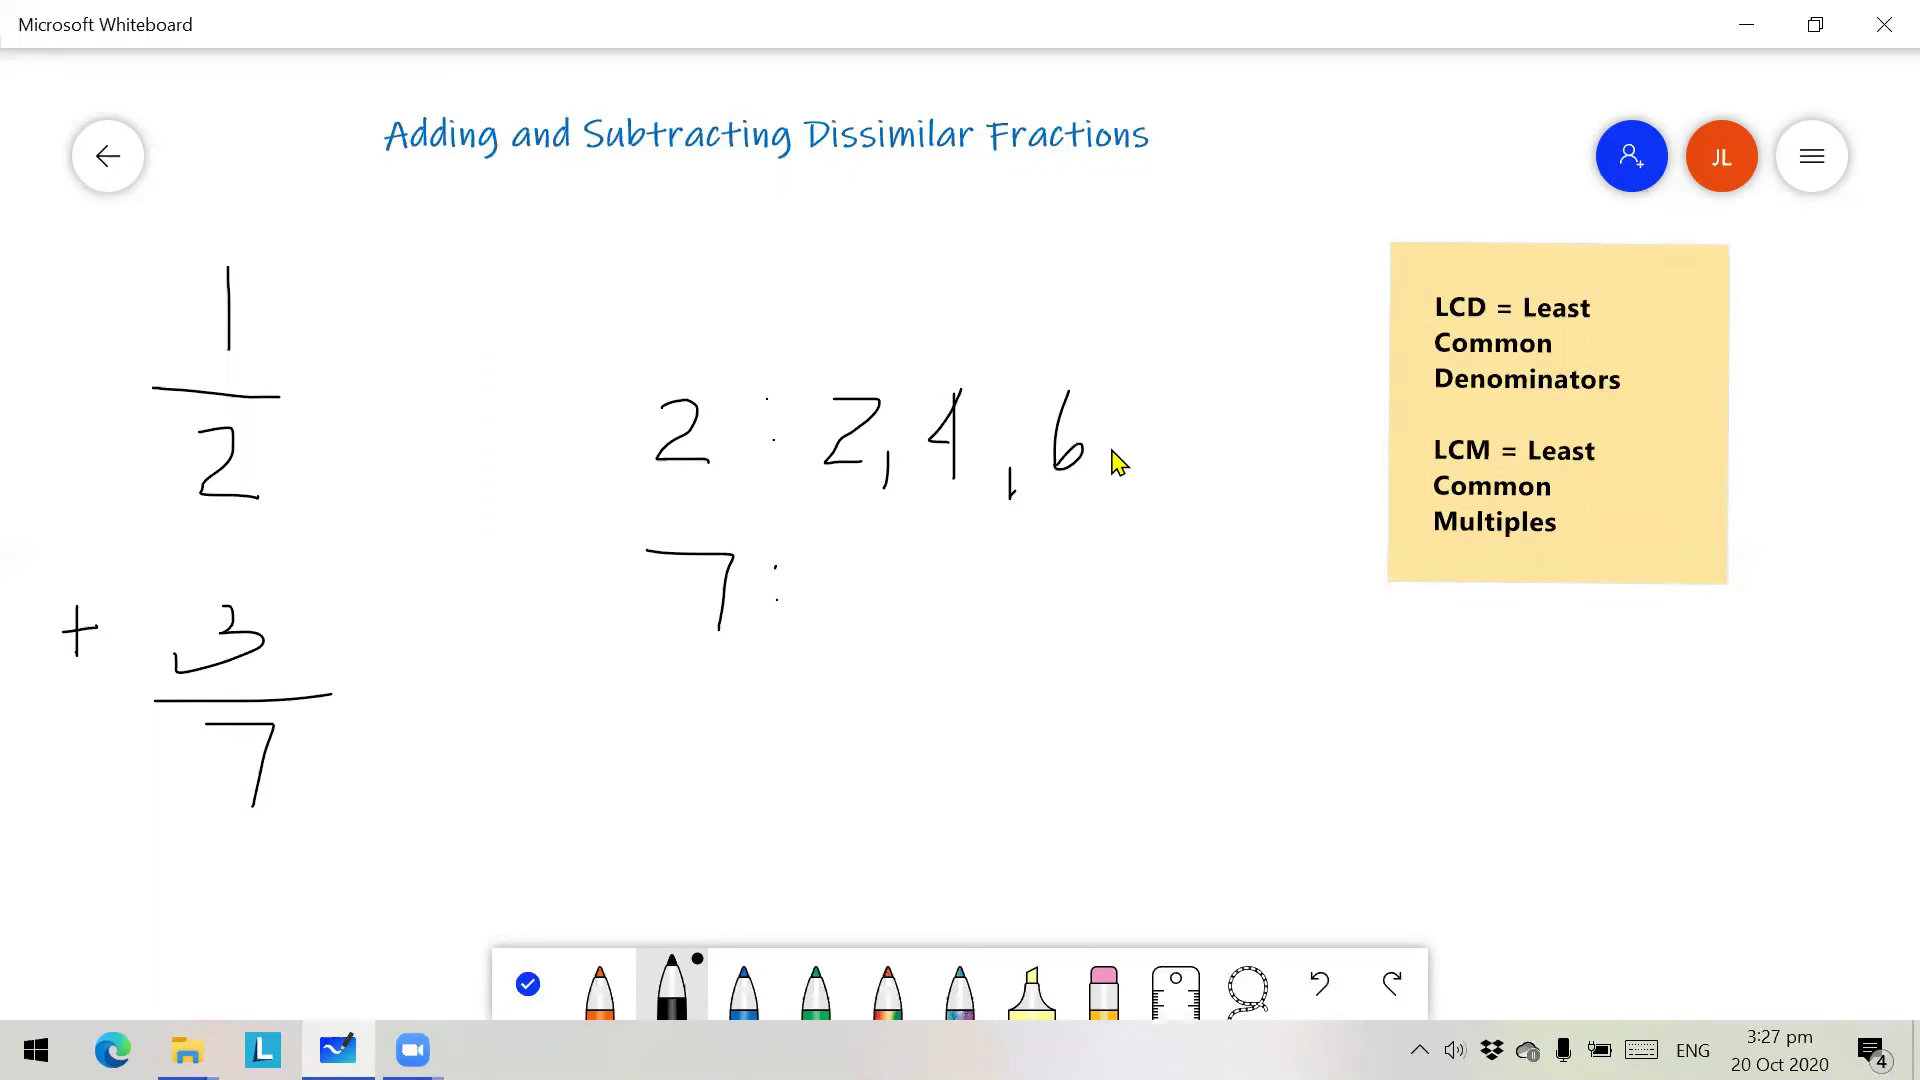 Microsoft Whiteboard
Adding and Subtracting Dissimilar Fractions
JL
1
2
+ 3
7
2 : 2, 4, 6
7 :
LCD = Least
Common
Denominators
LCM = Least
Common
Multiples
L
ENG
3:27 pm
20 Oct 2020
4